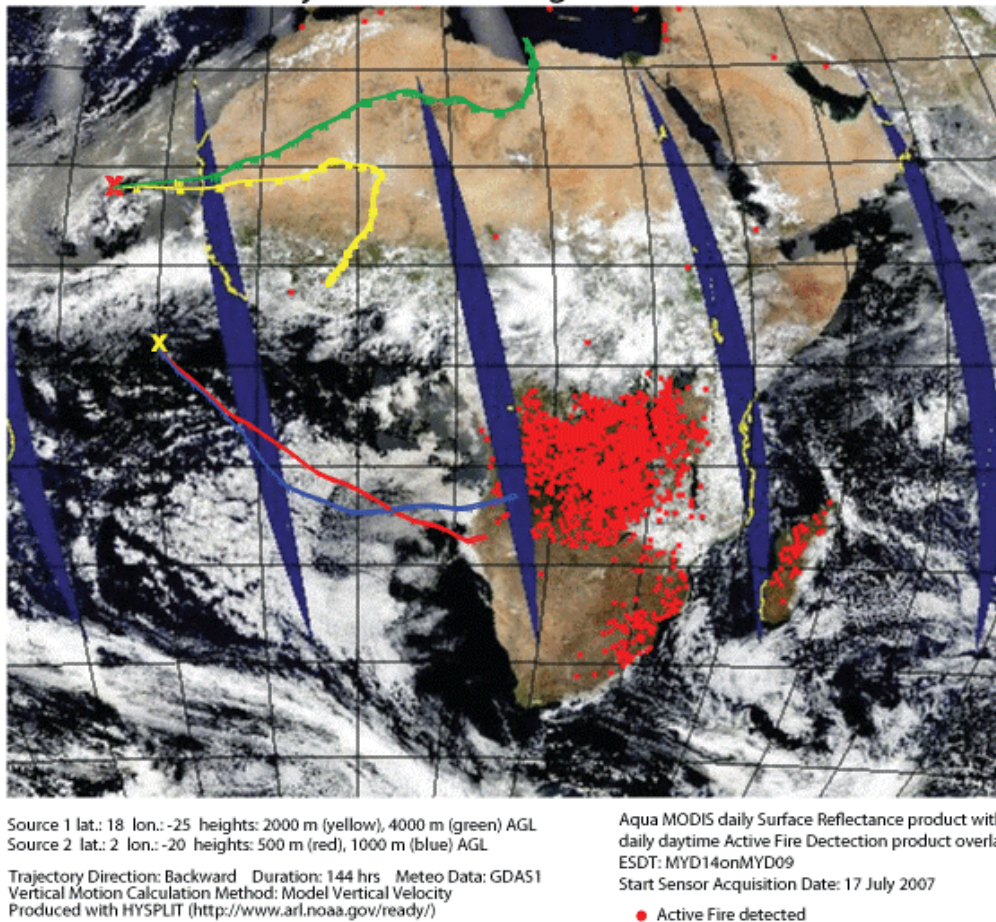 Source 1 lat.: 18 lon.: -25 heights: 2000 m (yellow), 4000 m (green) AGL
Source 2 lat.: 2 lon.: -20 heights: 500 m (red), 1000 m (blue) AGL
Trajectory Direction: Backward Duration: 144 hrs Meteo Data: GDAS1
Vertical Motion Calculation Method: Model Vertical Velocity
Produced with HYSPLIT (http://www.arl.noaa.gov/ready/)
Aqua MODIS daily Surface Reflectance product
daily daytime Active Fire Dectection product
ESDT: MYD14onMYD09
Start Sensor Acquisition Date: 17 July 2007
Active Fire detected
X
X